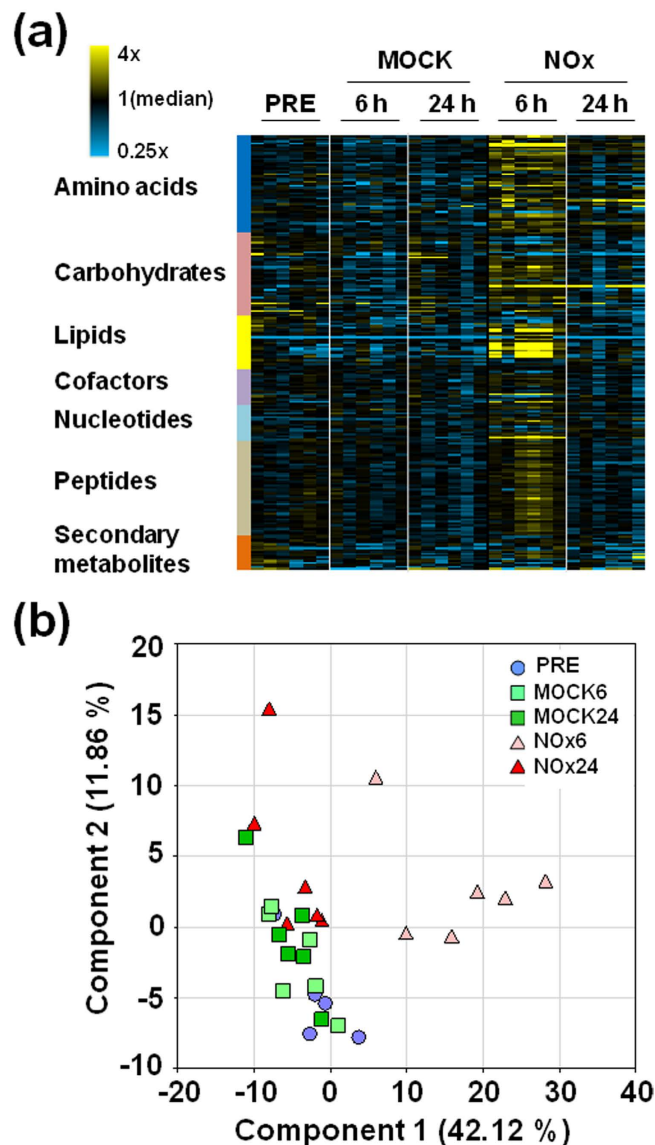 (a)
4x
1(median)
0.25x
MOCK
NOx
PRE
6 h
24 h
6 h
24 h
Amino acids
Carbohydrates
Lipids
Cofactors
Nucleotides
Peptides
Secondary
metabolites
(b)
20
15
10
5
0
-5
-10
-20
-10
0
10
20
30
40
Component 2 (11.86 %)
Component 1 (42.12 %)
PRE
MOCK6
MOCK24
NOx6
NOx24